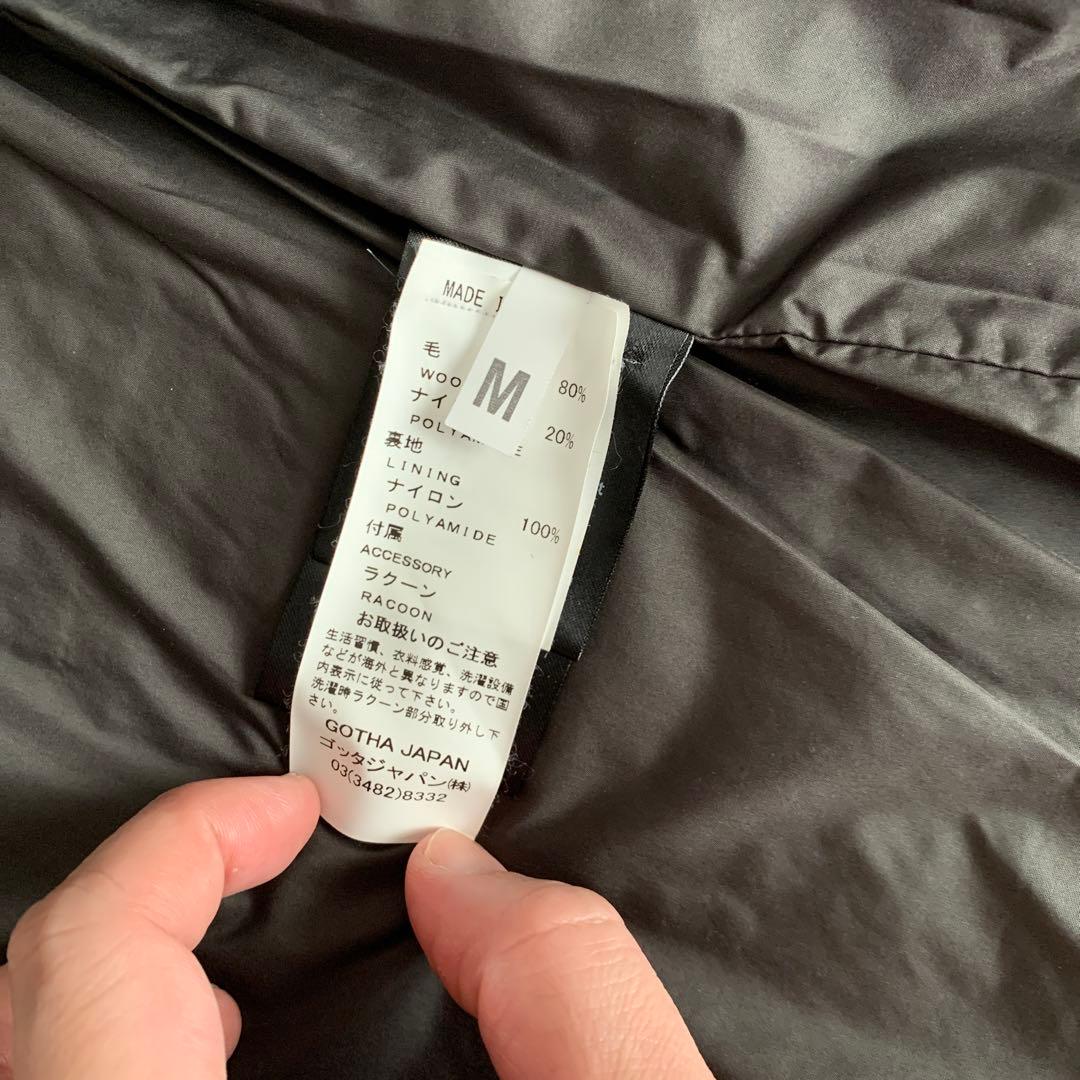 MADE
M
毛 80%
WOO
ナイ 20%
POLYAM E
裏地
LINING
ナイロン
POLYAMIDE 100%
付属
ACCESSORY
ラクーン
RACOON
お取扱いのご注意
生活習慣、衣料感覚、洗濯設備
などが海外と異なりますので国
内表示に従って下さい。
洗濯時ラクーン部分取り外し下
さい。
GOTHA JAPAN
ゴッタジャパン(株)
03(3482)8332
t